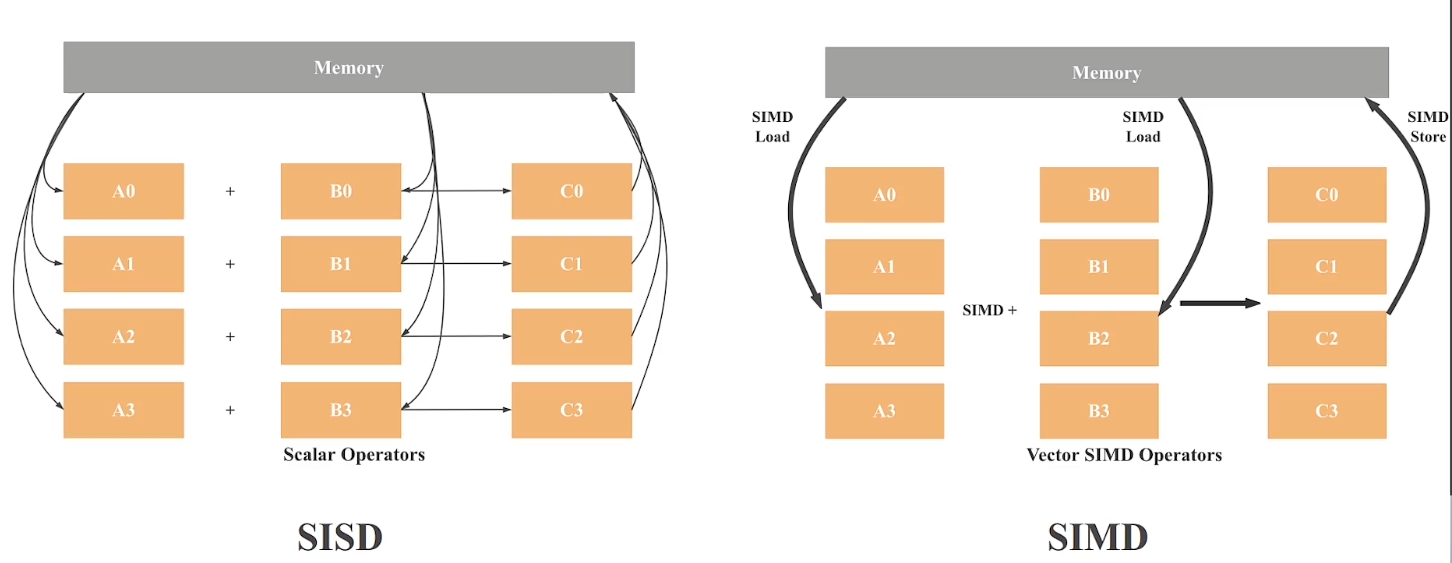 Memory
A0 + B0 C0
A1 + B1 C1
A2 + B2 C2
A3 + B3 C3
Scalar Operators
SISD
Memory
SIMD
Load
SIMD
Load
SIMD
Store
A0 B0 C0
A1 B1 C1
SIMD +
A2 B2 C2
A3 B3 C3
Vector SIMD Operators
SIMD